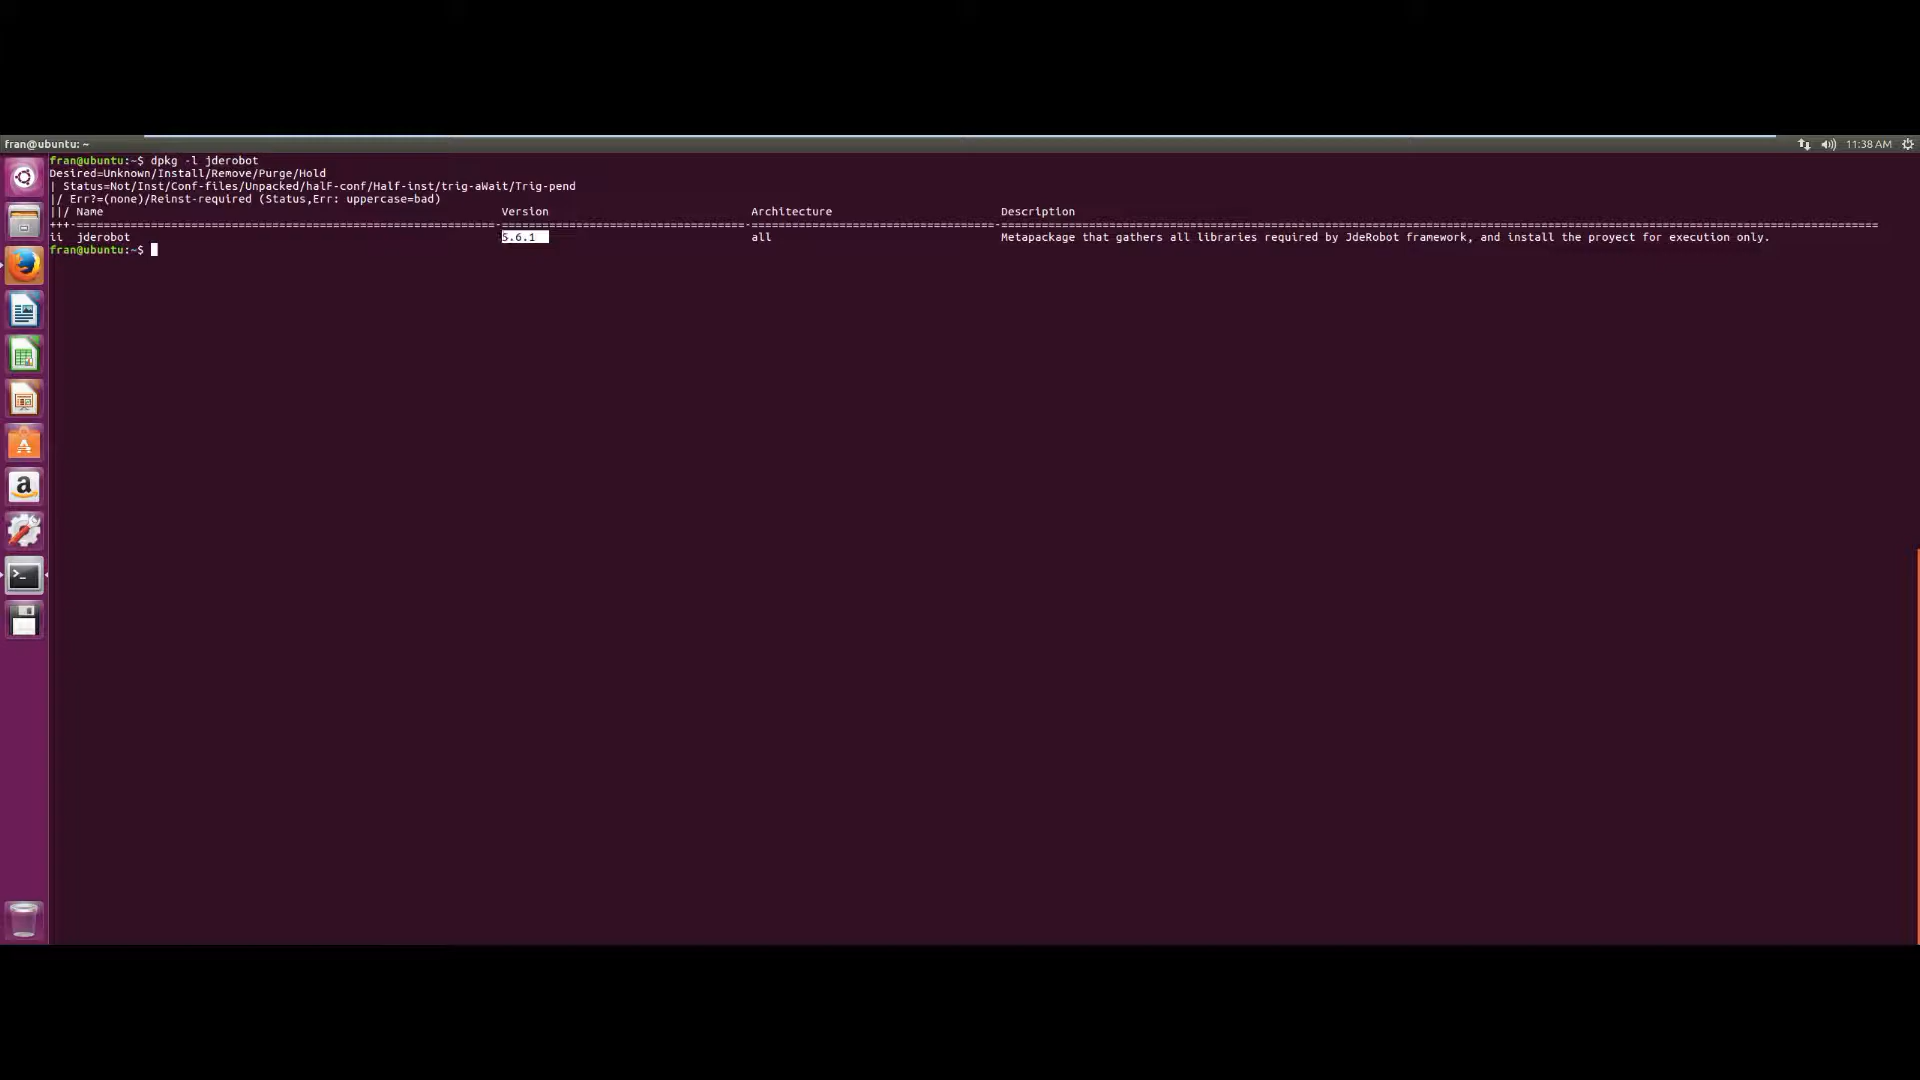 fran@ubuntu: ~
11:38 AM
fran@ubuntu:~$ dpkg -l jderobot
Desired=Unknown/Install/Remove/Purge/Hold
| Status=Not/Inst/Conf-files/Unpacked/halF-conf/Half-inst/trig-aWait/Trig-pend
|/ Err?=(none)/Reinst-required (Status,Err: uppercase=bad)
||/ Name Version Architecture Description
ii jderobot 5.6.1 all Metapackage that gathers all libraries required by JdeRobot framework, and install the proyect for execution only.
fran@ubuntu:~$